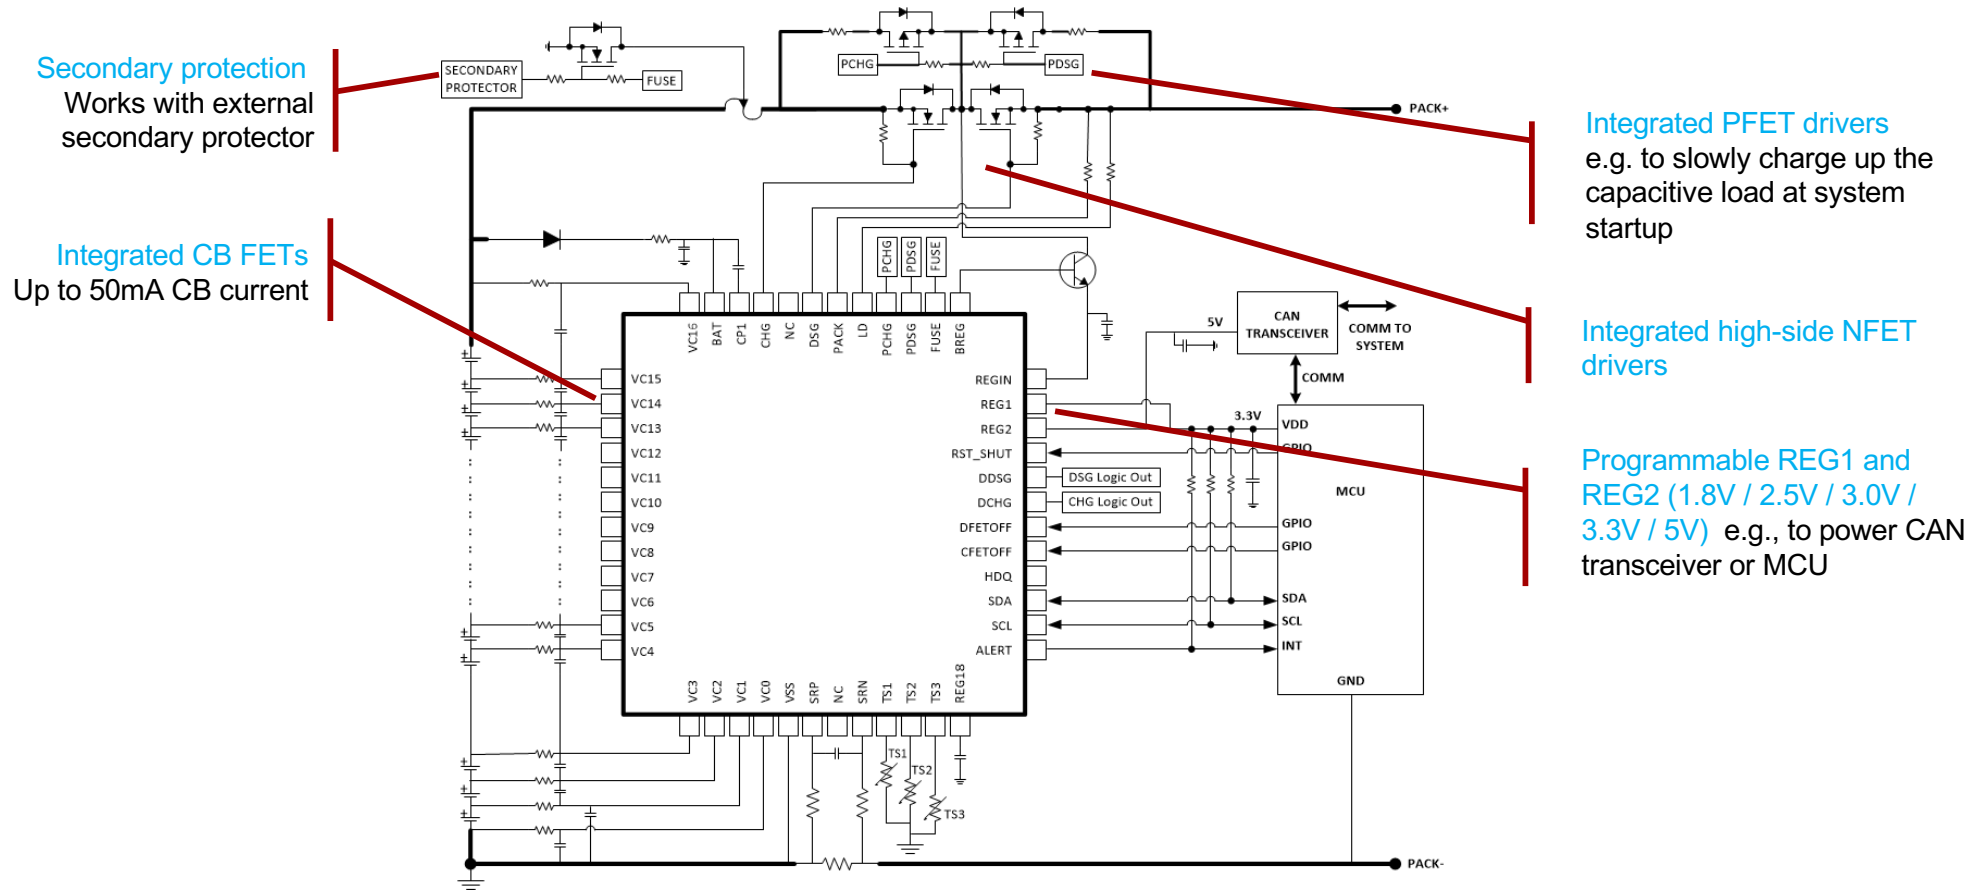 Secondary protection
Works with external
secondary protector
Integrated CB FETs
Up to 50mA CB current
SECONDARY
PROTECTOR
FUSE
PCHG
PDSG
PACK+
Integrated PFET drivers
e.g. to slowly charge up the
capacitive load at system
startup
Integrated high-side NFET
drivers
Programmable REG1 and
REG2 (1.8V / 2.5V / 3.0V /
3.3V / 5V) e.g., to power CAN
transceiver or MCU
PCHG
PDSG
FUSE
VC16
BAT
CP1
CHG
NC
DSG
PACK
LD
PCHG
PDSG
FUSE
BREG
VC15
VC14
VC13
VC12
VC11
VC10
VC9
VC8
VC7
VC6
VC5
VC4
REGIN
REG1
REG2
RST_SHUT
DDSG
DCHG
DFETOFF
CFETOFF
HDQ
SDA
SCL
ALERT
VC3
VC2
VC1
VC0
VSS
SRP
NC
SRN
TS1
TS2
TS3
REG18
TS1
TS2
TS3
DSG Logic Out
CHG Logic Out
5V
CAN
TRANSCEIVER
COMM TO
SYSTEM
COMM
3.3V
VDD
GPIO
MCU
GPIO
GPIO
SDA
SCL
INT
GND
PACK-